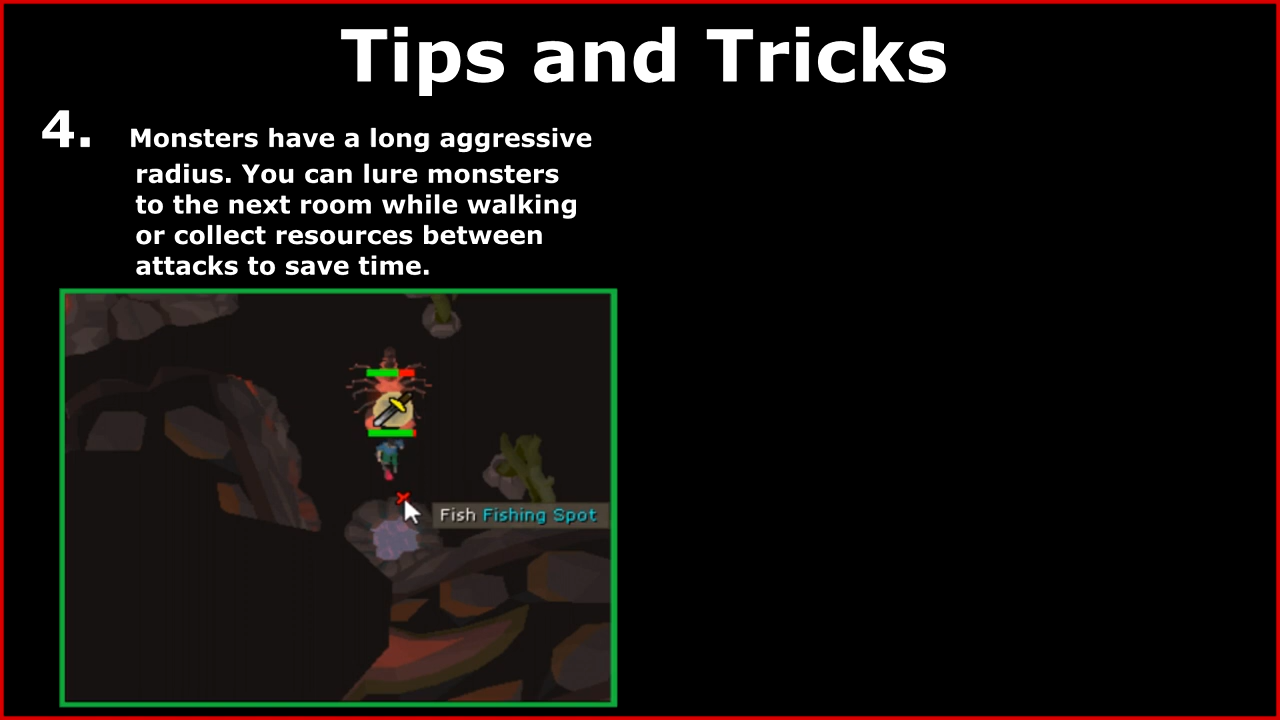 Tips and Tricks
4. Monsters have a long aggressive
radius. You can lure monsters
to the next room while walking
or collect resources between
attacks to save time.
Fish Fishing Spot